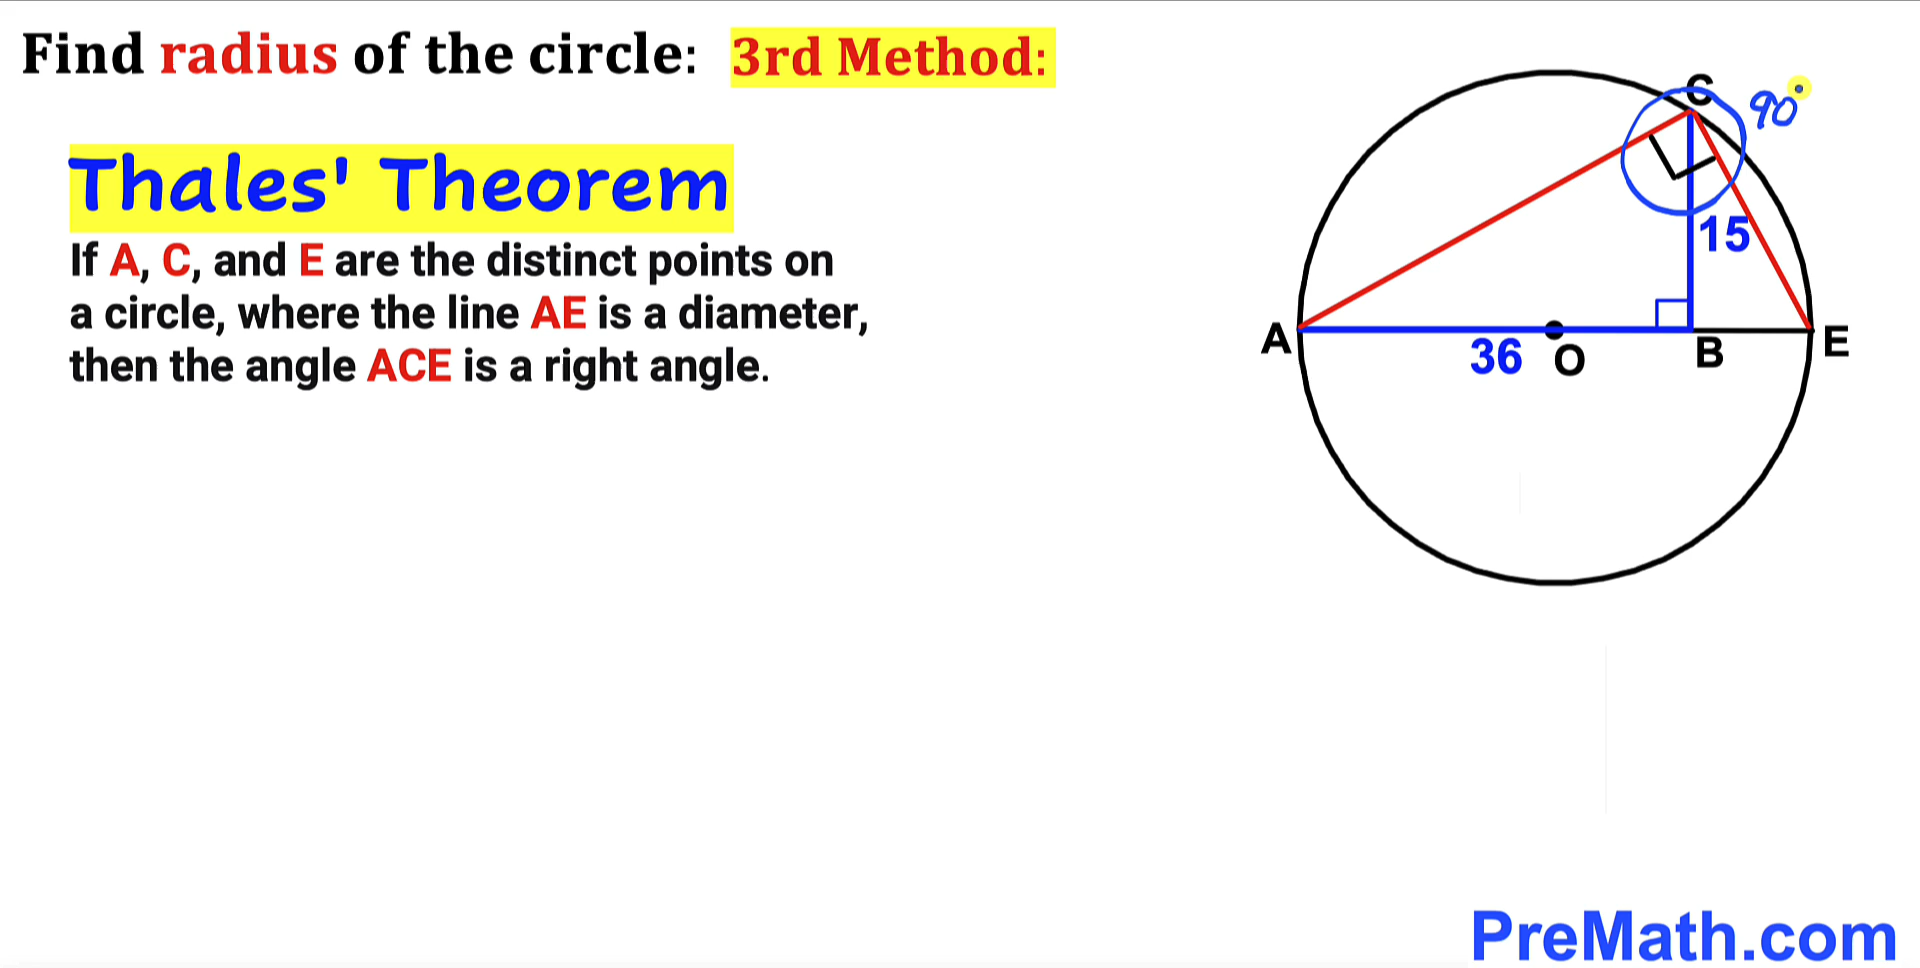 Find radius of the circle: 3rd Method:
Thales' Theorem
If A, C, and E are the distinct points on
a circle, where the line AE is a diameter,
then the angle ACE is a right angle.
C
90°
15
A
36
O
B
E
PreMath.com